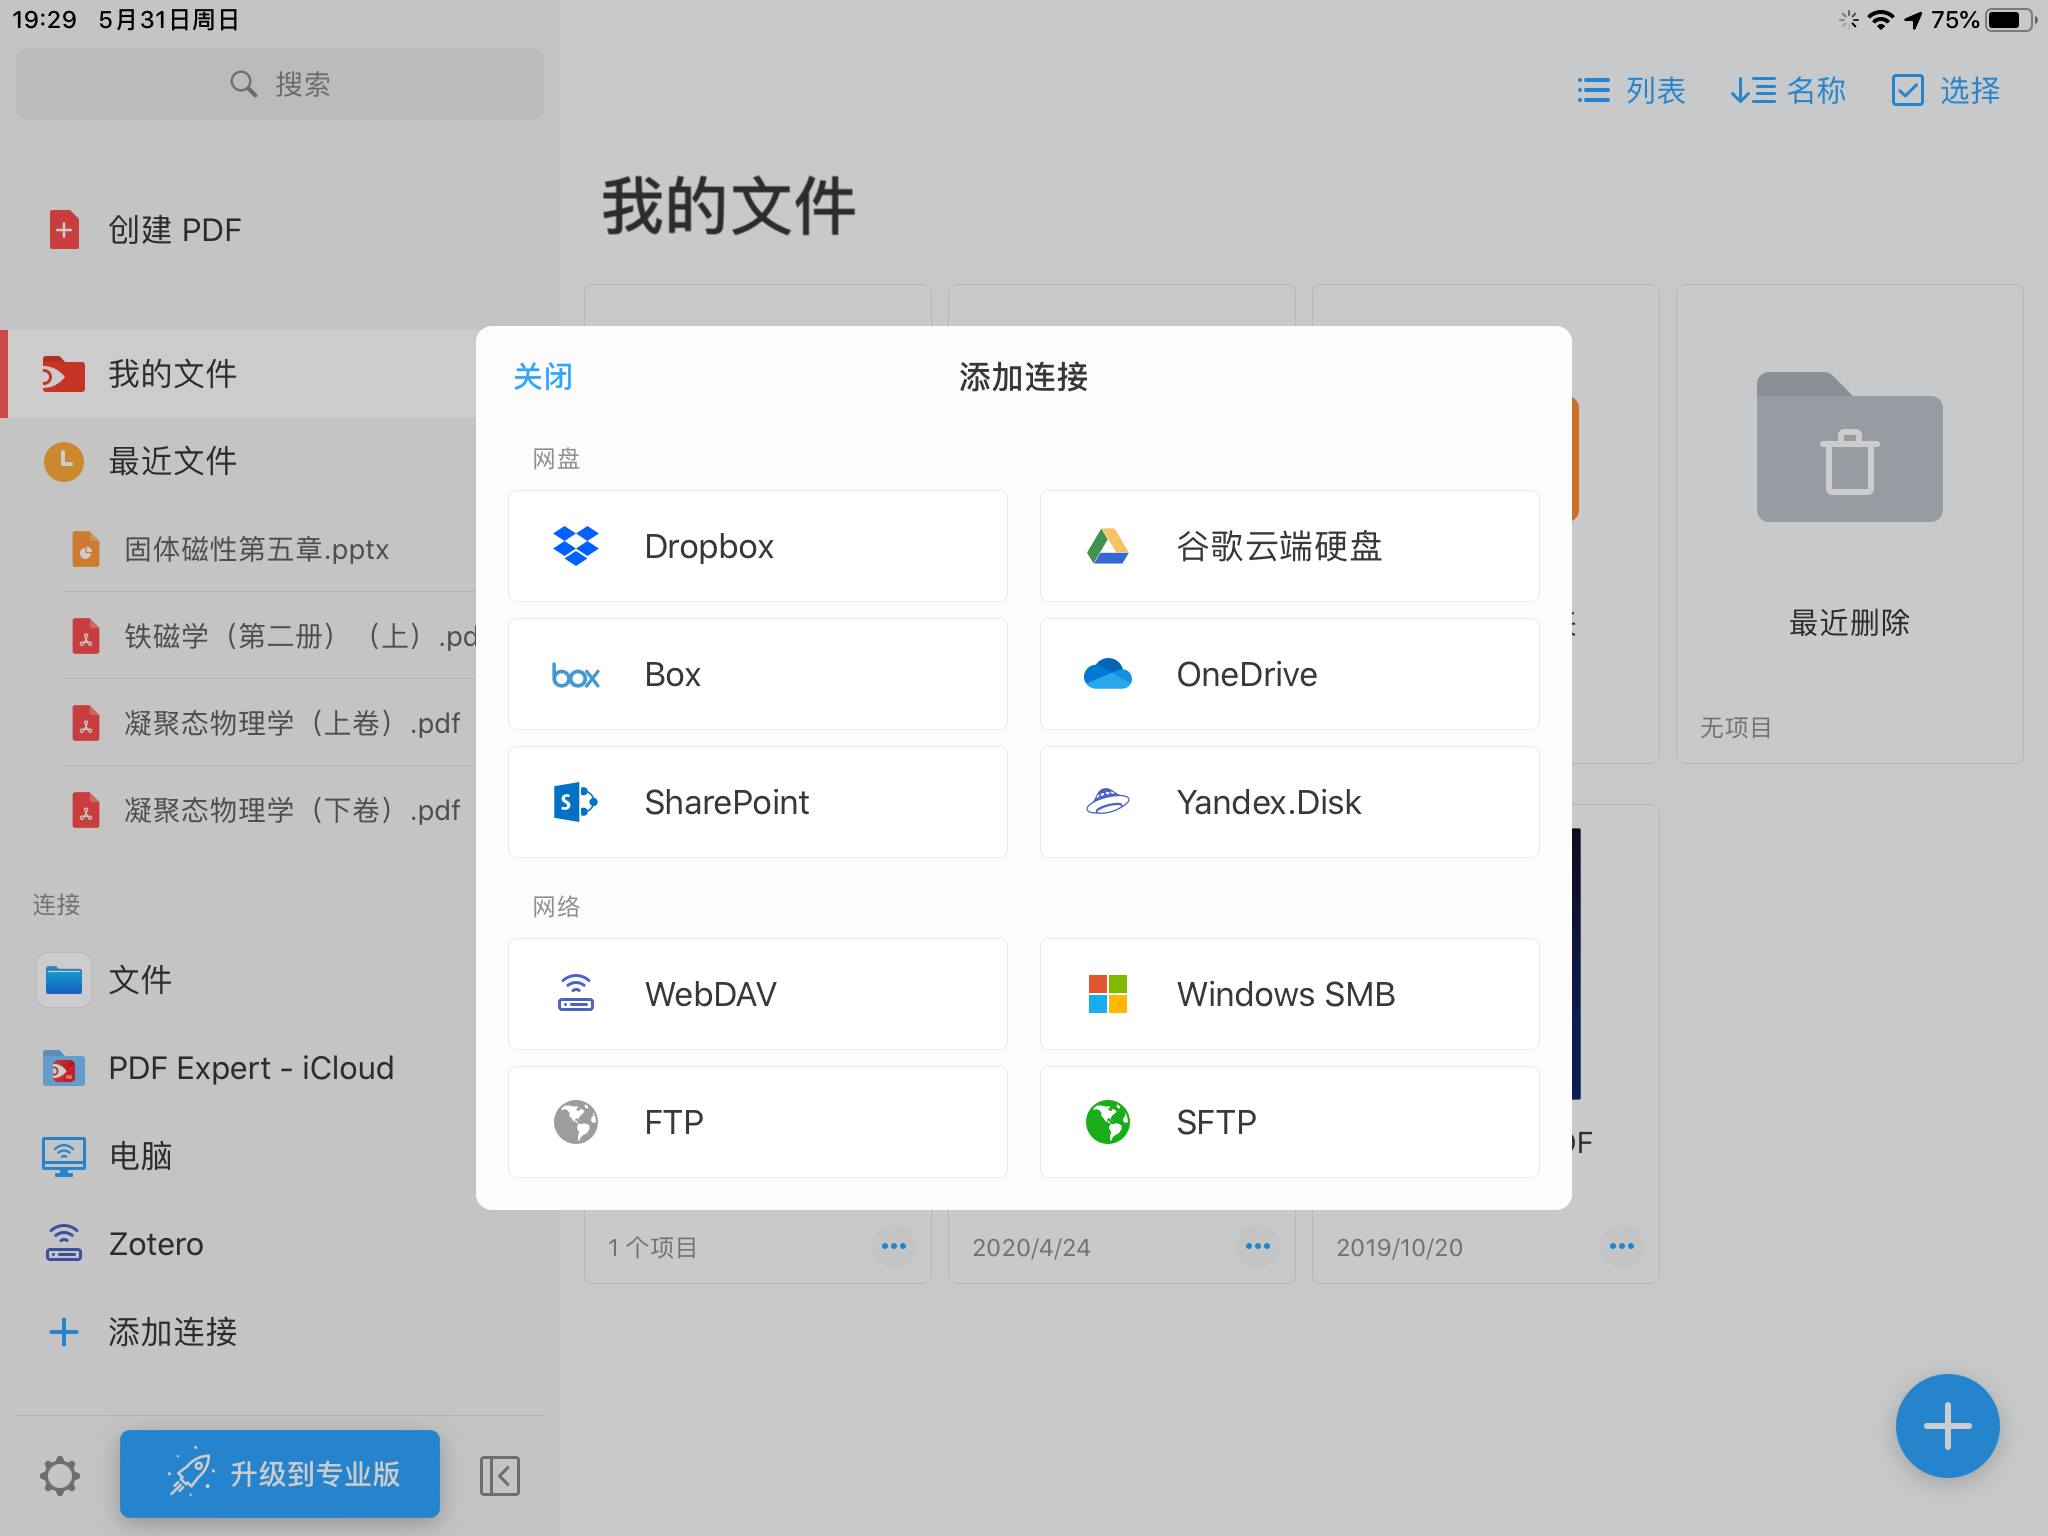 19:29 5月31日周日
75%
搜索
列表 名称 选择
我的文件
创建 PDF
我的文件
最近文件
固体磁性第五章.pptx
铁磁学（第二册）（上）.pd
凝聚态物理学（上卷）.pdf
凝聚态物理学（下卷）.pdf
连接
文件
PDF Expert - iCloud
电脑
Zotero
添加连接
升级到专业版
关闭
添加连接
网盘
Dropbox
谷歌云端硬盘
box
Box
OneDrive
S
SharePoint
Yandex.Disk
网络
WebDAV
Windows SMB
FTP
SFTP
最近删除
无项目
DF
1 个项目
2020/4/24
2019/10/20